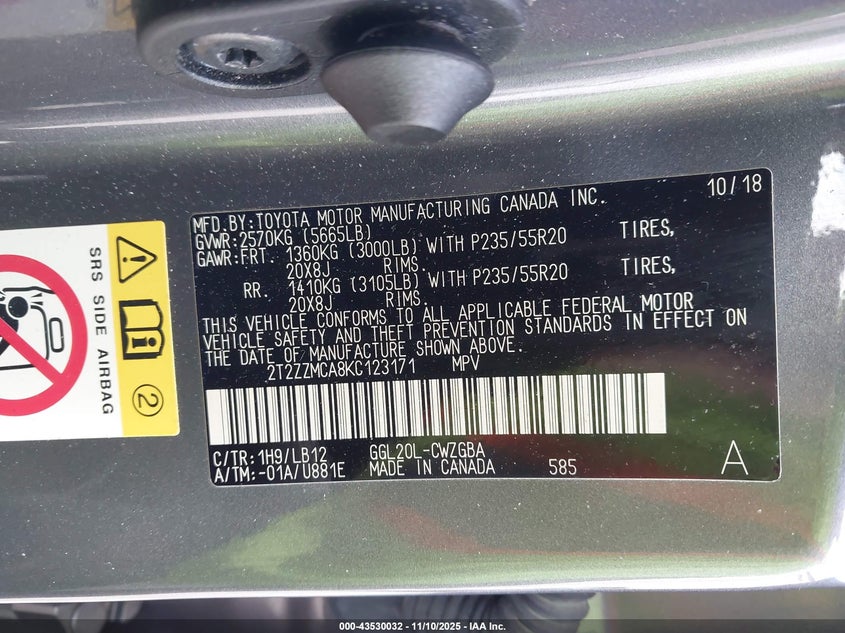 10/18
MFD.BY:TOYOTA MOTOR MANUFACTURING CANADA INC.
GVWR:2570KG (5665LB)
GAWR:FRT. 1360KG (3000LB) WITH P235/55R20 TIRES,
20X8J RIMS.
RR. 1410KG (3105LB) WITH P235/55R20 TIRES,
20X8J RIMS.
THIS VEHICLE CONFORMS TO ALL APPLICABLE FEDERAL MOTOR
VEHICLE SAFETY AND THEFT PREVENTION STANDARDS IN EFFECT ON
THE DATE OF MANUFACTURE SHOWN ABOVE.
2T2ZZMCA8KC123171 MPV
C/TR:1H9/LB12 GGL20L-CWZGBA
A/TM:-01A/U881E MADE IN CANADA 585 A
SRS SIDE AIRBAG
2
000-43530032 - 11/10/2025 - IAA Inc.